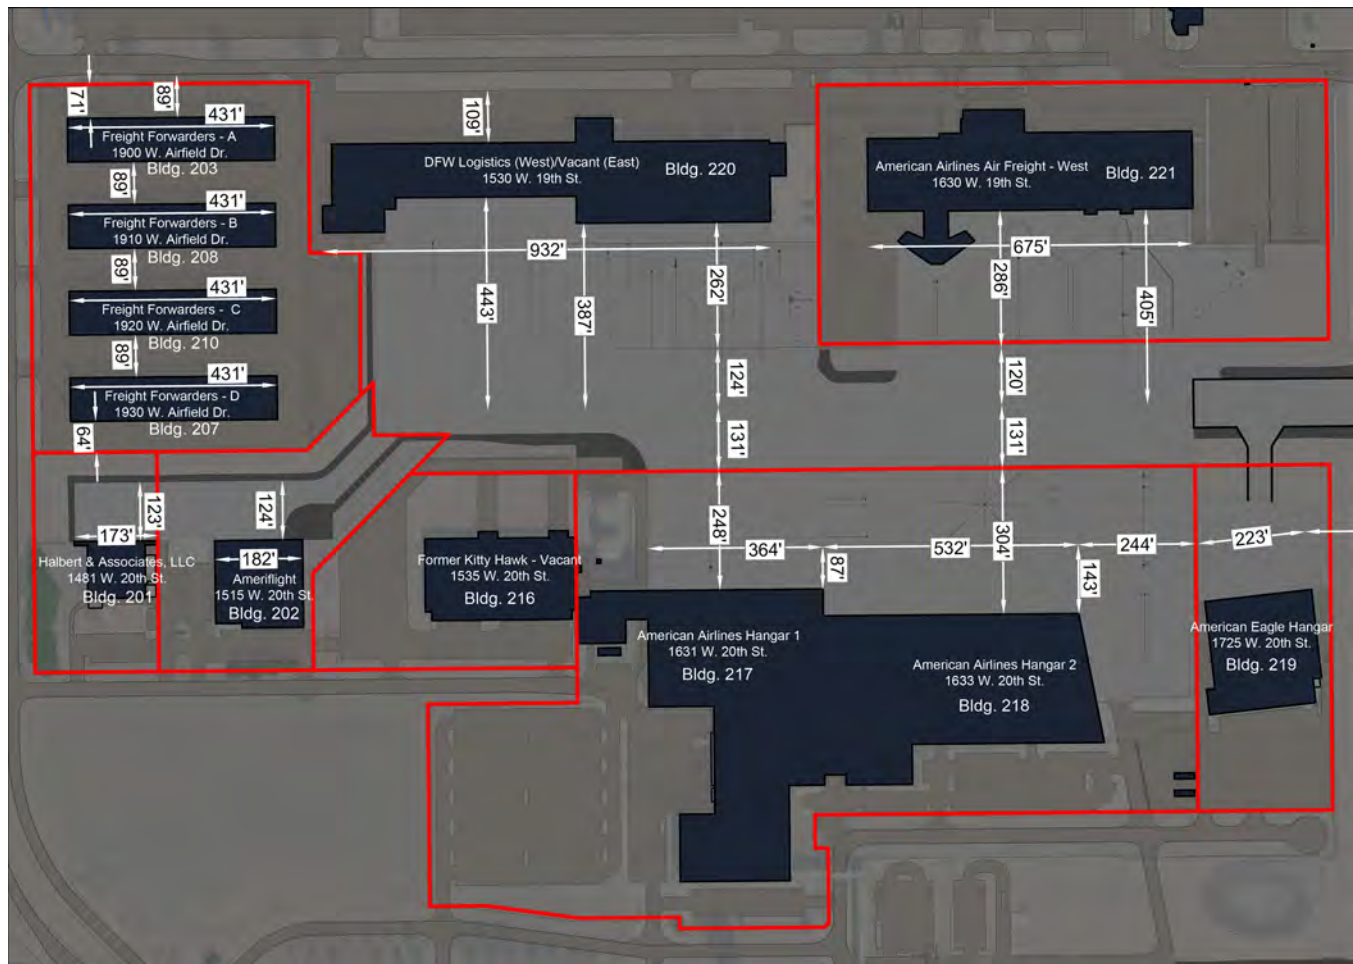 71'
89'
431'
Freight Forwarders - A
1900 W. Airfield Dr.
Bldg. 203
89'
431'
Freight Forwarders - B
1910 W. Airfield Dr.
Bldg. 208
89'
431'
Freight Forwarders - C
1920 W. Airfield Dr.
Bldg. 210
89'
431'
Freight Forwarders - D
1930 W. Airfield Dr.
Bldg. 207
64'
109'
DFW Logistics (West)/Vacant (East)
1530 W. 19th St.
Bldg. 220
932'
443'
387'
262'
124'
131'
American Airlines Air Freight - West
1630 W. 19th St.
Bldg. 221
675'
286'
405'
120'
131'
123'
173'
Halbert & Associates, LLC
1481 W. 20th St.
Bldg. 201
124'
182'
Ameriflight
1515 W. 20th St.
Bldg. 202
Former Kitty Hawk - Vacant
1535 W. 20th St.
Bldg. 216
248'
364'
87'
532'
304'
244'
143'
223'
American Airlines Hangar 1
1631 W. 20th St.
Bldg. 217
American Airlines Hangar 2
1633 W. 20th St.
Bldg. 218
American Eagle Hangar
1725 W. 20th St.
Bldg. 219